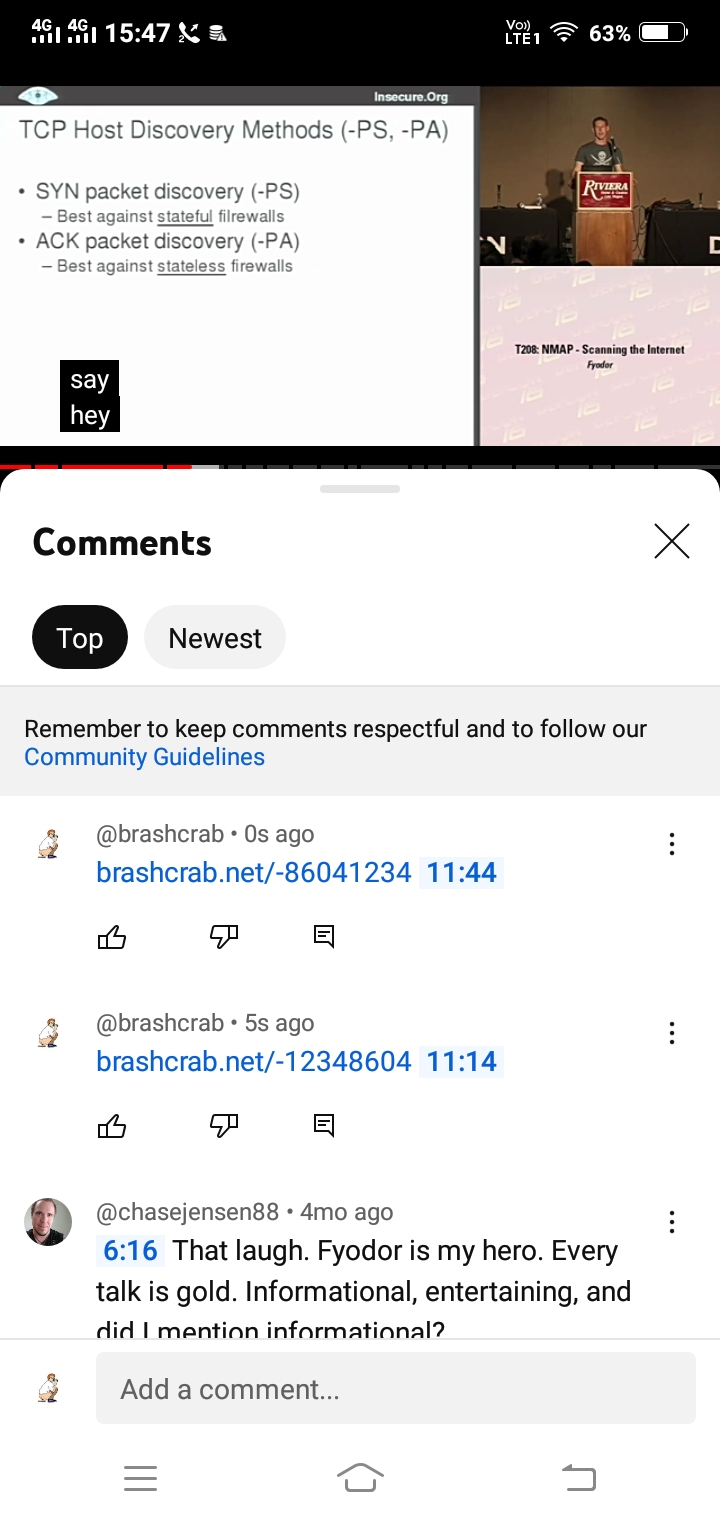 4G 4G 15:47 2 Vo)) LTE1 63%
Insecure.Org
TCP Host Discovery Methods (-PS, -PA)
• SYN packet discovery (-PS)
– Best against stateful filrewalls
• ACK packet discovery (-PA)
– Best against stateless firewalls
RIVIERA
N
D
T208: NMAP - Scanning the Internet
Fyodor
say
hey
Comments
Top Newest
Remember to keep comments respectful and to follow our
Community Guidelines
@brashcrab • 0s ago
brashcrab.net/-86041234 11:44
@brashcrab • 5s ago
brashcrab.net/-12348604 11:14
@chasejensen88 • 4mo ago
6:16 That laugh. Fyodor is my hero. Every
talk is gold. Informational, entertaining, and
did I mention informational?
Add a comment...